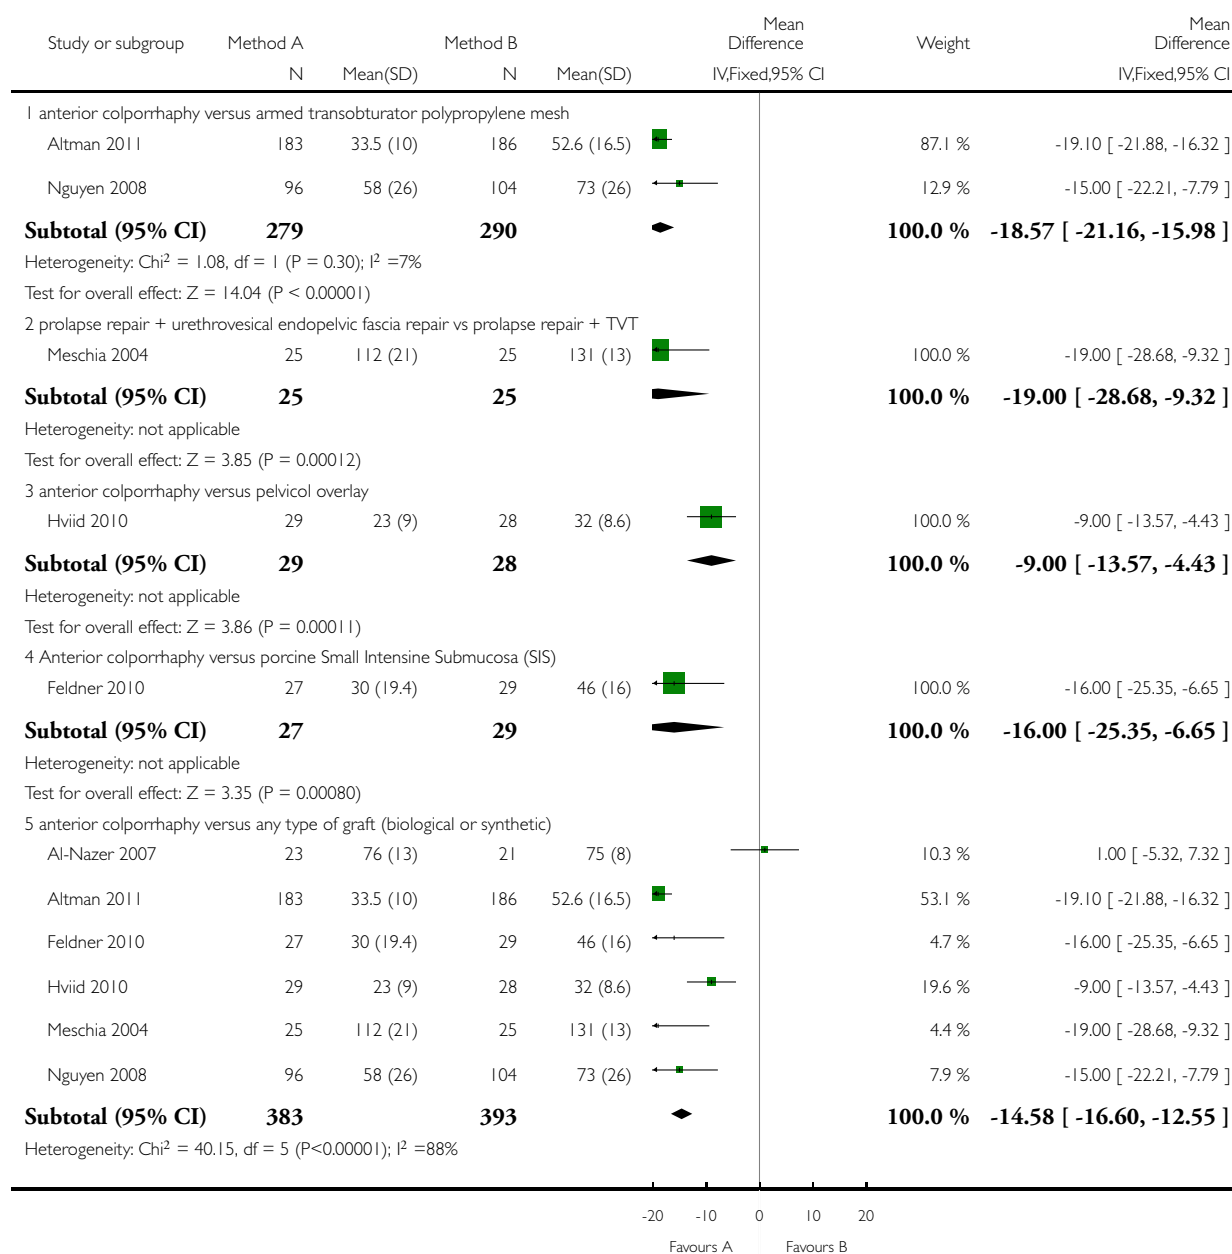 Study or subgroup Method A Method B Mean Difference Weight Mean Difference
N Mean(SD) N Mean(SD) IV,Fixed,95% CI IV,Fixed,95% CI
1 anterior colporrhaphy versus armed transobturator polypropylene mesh
Altman 2011 183 33.5 (10) 186 52.6 (16.5) 87.1 % -19.10 [ -21.88, -16.32 ]
Nguyen 2008 96 58 (26) 104 73 (26) 12.9 % -15.00 [ -22.21, -7.79 ]
Subtotal (95% CI) 279 290 100.0 % -18.57 [ -21.16, -15.98 ]
Heterogeneity: Chi² = 1.08, df = 1 (P = 0.30); I² =7%
Test for overall effect: Z = 14.04 (P < 0.00001)
2 prolapse repair + urethrovesical endopelvic fascia repair vs prolapse repair + TVT
Meschia 2004 25 112 (21) 25 131 (13) 100.0 % -19.00 [ -28.68, -9.32 ]
Subtotal (95% CI) 25 25 100.0 % -19.00 [ -28.68, -9.32 ]
Heterogeneity: not applicable
Test for overall effect: Z = 3.85 (P = 0.00012)
3 anterior colporrhaphy versus pelvicol overlay
Hviid 2010 29 23 (9) 28 32 (8.6) 100.0 % -9.00 [ -13.57, -4.43 ]
Subtotal (95% CI) 29 28 100.0 % -9.00 [ -13.57, -4.43 ]
Heterogeneity: not applicable
Test for overall effect: Z = 3.86 (P = 0.00011)
4 Anterior colporrhaphy versus porcine Small Intensine Submucosa (SIS)
Feldner 2010 27 30 (19.4) 29 46 (16) 100.0 % -16.00 [ -25.35, -6.65 ]
Subtotal (95% CI) 27 29 100.0 % -16.00 [ -25.35, -6.65 ]
Heterogeneity: not applicable
Test for overall effect: Z = 3.35 (P = 0.00080)
5 anterior colporrhaphy versus any type of graft (biological or synthetic)
Al-Nazer 2007 23 76 (13) 21 75 (8) 10.3 % 1.00 [ -5.32, 7.32 ]
Altman 2011 183 33.5 (10) 186 52.6 (16.5) 53.1 % -19.10 [ -21.88, -16.32 ]
Feldner 2010 27 30 (19.4) 29 46 (16) 4.7 % -16.00 [ -25.35, -6.65 ]
Hviid 2010 29 23 (9) 28 32 (8.6) 19.6 % -9.00 [ -13.57, -4.43 ]
Meschia 2004 25 112 (21) 25 131 (13) 4.4 % -19.00 [ -28.68, -9.32 ]
Nguyen 2008 96 58 (26) 104 73 (26) 7.9 % -15.00 [ -22.21, -7.79 ]
Subtotal (95% CI) 383 393 100.0 % -14.58 [ -16.60, -12.55 ]
Heterogeneity: Chi² = 40.15, df = 5 (P<0.00001); I² =88%
-20 -10 0 10 20
Favours A Favours B